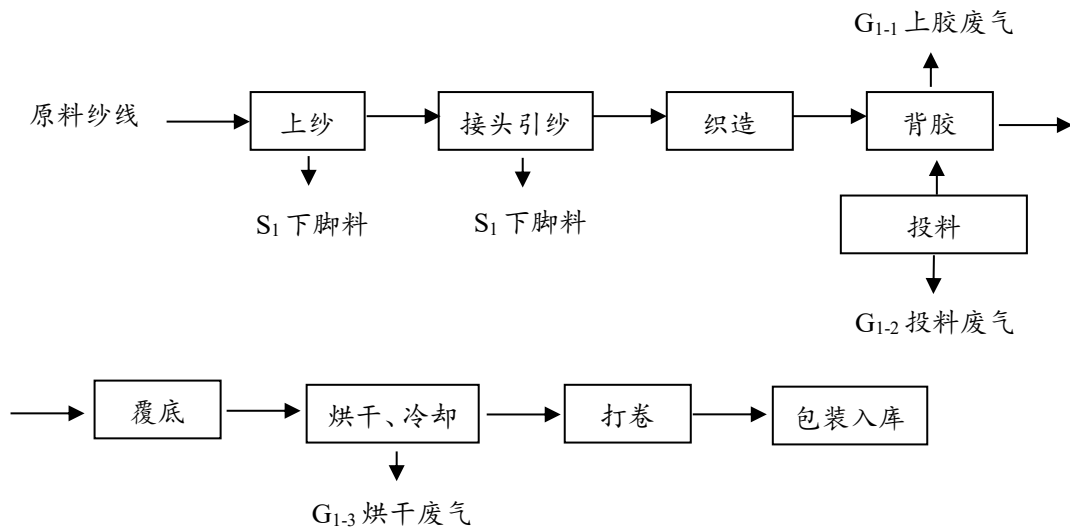 G1-1 上胶废气
原料纱线
上纱
接头引纱
织造
背胶
S1 下脚料
S1 下脚料
投料
G1-2 投料废气
覆底
烘干、冷却
打卷
包装入库
G1-3 烘干废气